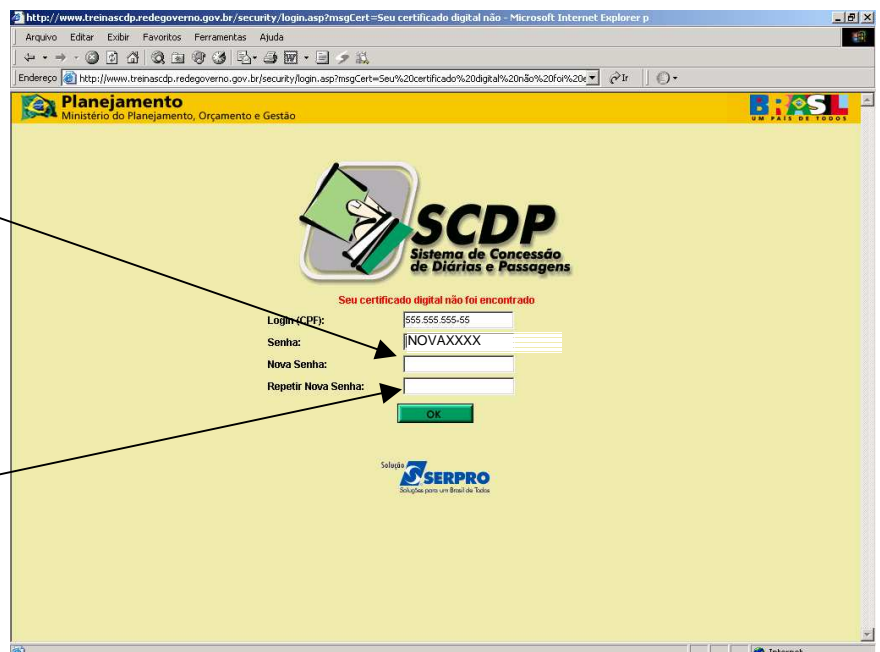 http://www.treinascdp.redegoverno.gov.br/security/login.asp?msgCert=Seu certificado digital não - Microsoft Internet Explorer p
Arquivo Editar Exibir Favoritos Ferramentas Ajuda
Endereço http://www.treinascdp.redegoverno.gov.br/security/login.asp?msgCert=Seu%20certificado%20digital%20não%20foi%20e Ir
Planejamento
Ministério do Planejamento, Orçamento e Gestão
BRASIL
UM PAÍS DE TODOS
SCDP
Sistema de Concessão
de Diárias e Passagens
Seu certificado digital não foi encontrado
Login (CPF): 555.555.555-55
Senha: NOVAXXXX
Nova Senha:
Repetir Nova Senha:
OK
Solução
SERPRO
Soluções para um Brasil de Todos
Internet